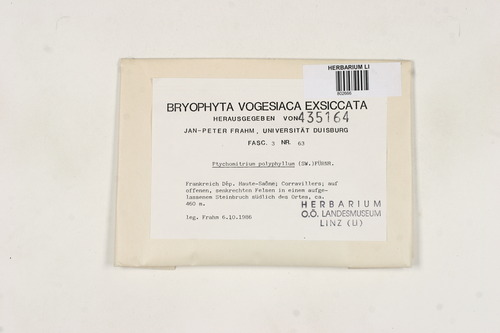 HERBARIUM LI
802866
BRYOPHYTA VOGESIACA EXSICCATA
HERAUSGEGEBEN VON 435164
JAN-PETER FRAHM, UNIVERSITÄT DUISBURG
FASC. 3 NR. 63
Ptychomitrium polyphyllum (SW.)FÜRNR.
Frankreich Dép. Haute-Saône; Corravillers; auf
offenen, senkrechten Felsen in einem aufge-
lassenem Steinbruch südlich des Ortes, ca.
460 m.
leg. Frahm 6.10.1986
HERBARIUM
O.Ö. LANDESMUSEUM
LINZ (LI)